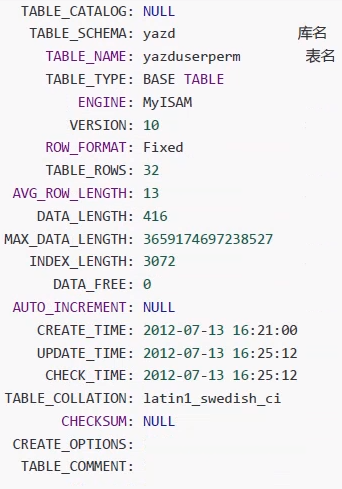 TABLE_CATALOG: NULL
TABLE_SCHEMA: yazd 库名
TABLE_NAME: yazduserperm 表名
TABLE_TYPE: BASE TABLE
ENGINE: MyISAM
VERSION: 10
ROW_FORMAT: Fixed
TABLE_ROWS: 32
AVG_ROW_LENGTH: 13
DATA_LENGTH: 416
MAX_DATA_LENGTH: 3659174697238527
INDEX_LENGTH: 3072
DATA_FREE: 0
AUTO_INCREMENT: NULL
CREATE_TIME: 2012-07-13 16:21:00
UPDATE_TIME: 2012-07-13 16:25:12
CHECK_TIME: 2012-07-13 16:25:12
TABLE_COLLATION: latin1_swedish_ci
CHECKSUM: NULL
CREATE_OPTIONS:
TABLE_COMMENT: